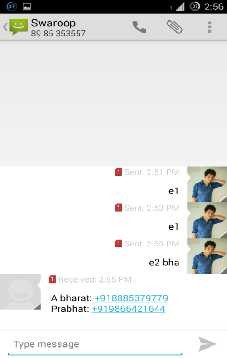 2:56
Swaroop
89 85 353557
Sent: 2:51 PM
e1
Sent: 2:53 PM
e1
Sent: 2:55 PM
e2 bha
Received: 2:55 PM
A bharat: +918885379779
Prabhat: +919866421644
Type message